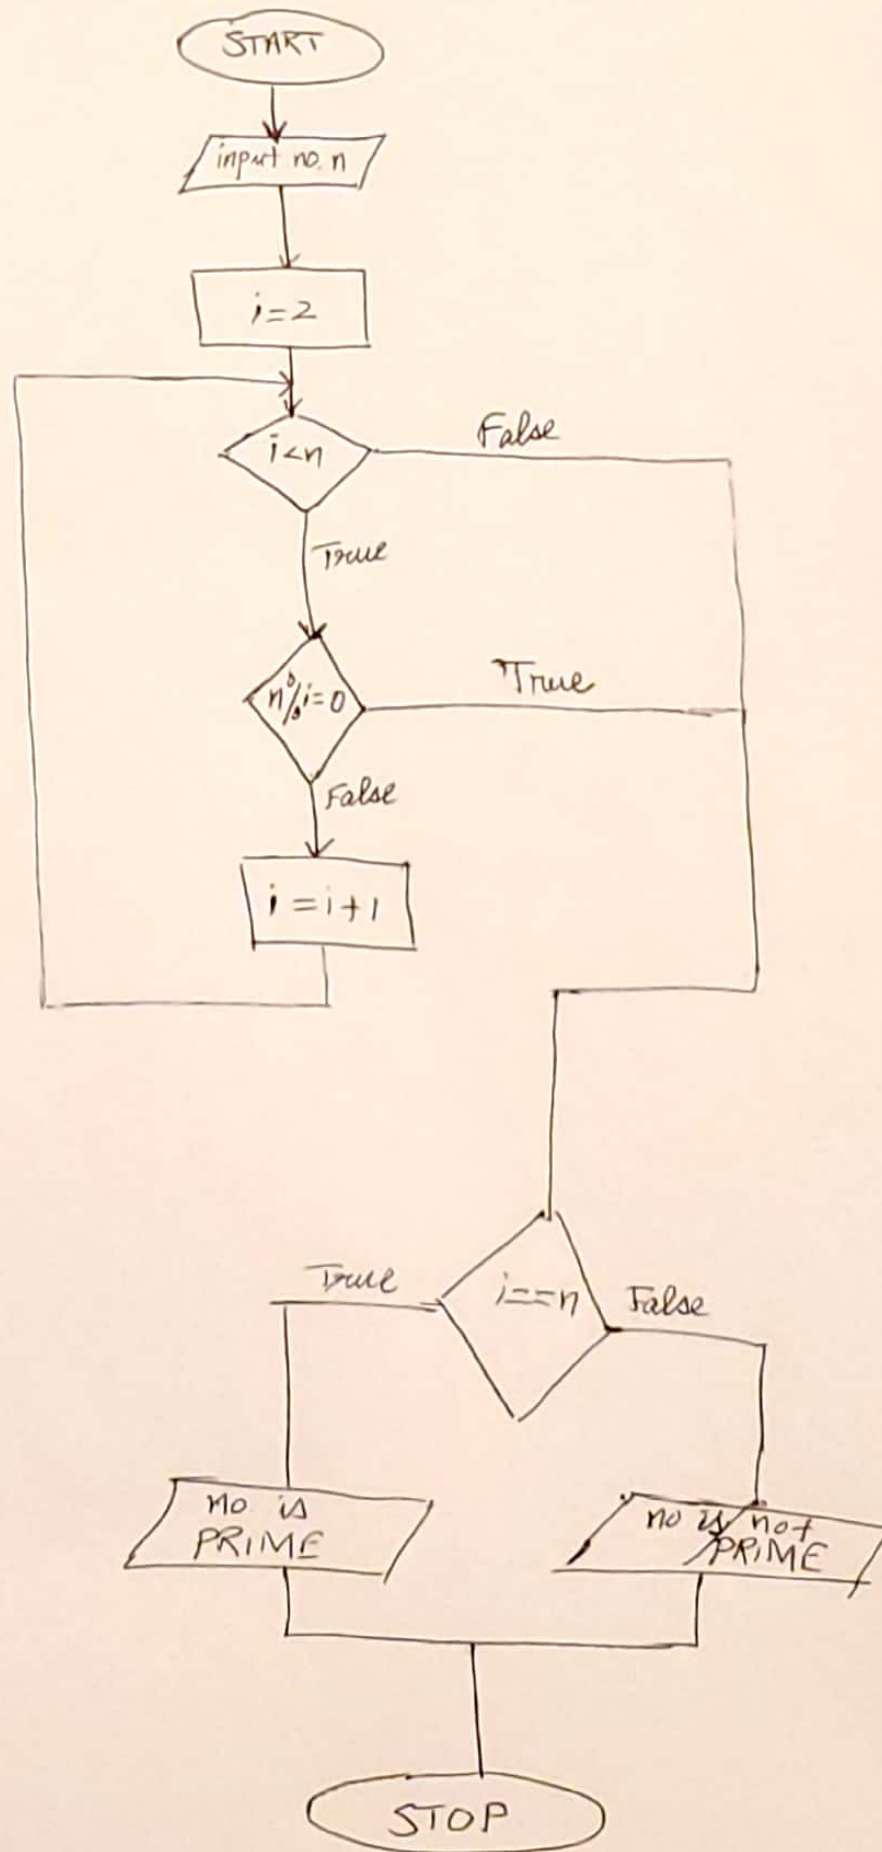 START
input no. n
i=2
i<n
False
True
n%i=0
True
False
i=i+1
i==n
True
False
no is
PRIME
no is not
PRIME
STOP